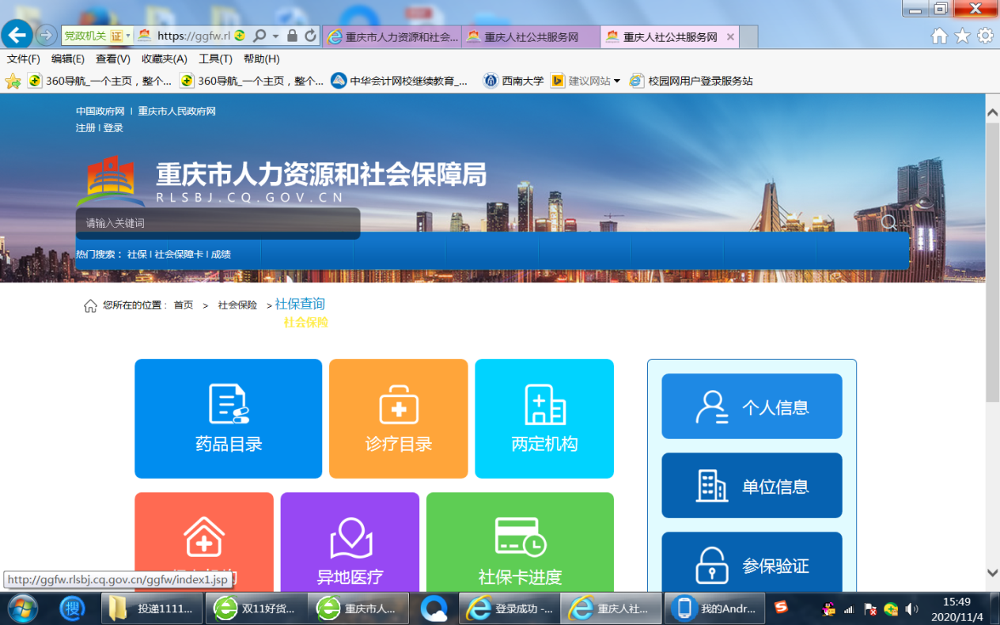 党政机关 证 https://ggfw.rl 重庆市人力资源和社会... 重庆人社公共服务网 重庆人社公共服务网
文件(F) 编辑(E) 查看(V) 收藏夹(A) 工具(T) 帮助(H)
360导航_一个主页，整个... 360导航_一个主页，整个... 中华会计网校继续教育_... 西南大学 建议网站 校园网用户登录服务站
中国政府网 | 重庆市人民政府网
注册 | 登录
重庆市人力资源和社会保障局
RLSBJ.CQ.GOV.CN
请输入关键词
热门搜索： 社保 | 社会保障卡 | 成绩
您所在的位置： 首页 > 社会保险 > 社保查询
社会保险
药品目录 诊疗目录 两定机构
个人信息
单位信息
异地医疗 社保卡进度
参保验证
http://ggfw.rlsbj.cq.gov.cn/ggfw/index1.jsp
搜 投递1111... 双11好货... 重庆市人... 登录成功 -... 重庆人社... 我的Andr...
15:49
2020/11/4